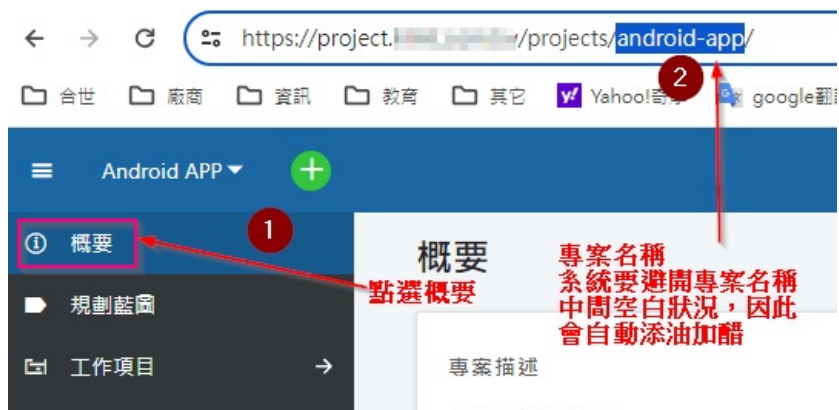 https://project. /projects/android-app/
合世 廠商 資訊 教育 其它 Yahoo! google翻
2
Android APP
1
概要
概要
點選概要
專案名稱
系統要避開專案名稱
中間空白狀況，因此
會自動添油加醋
規劃藍圖
工作項目
專案描述